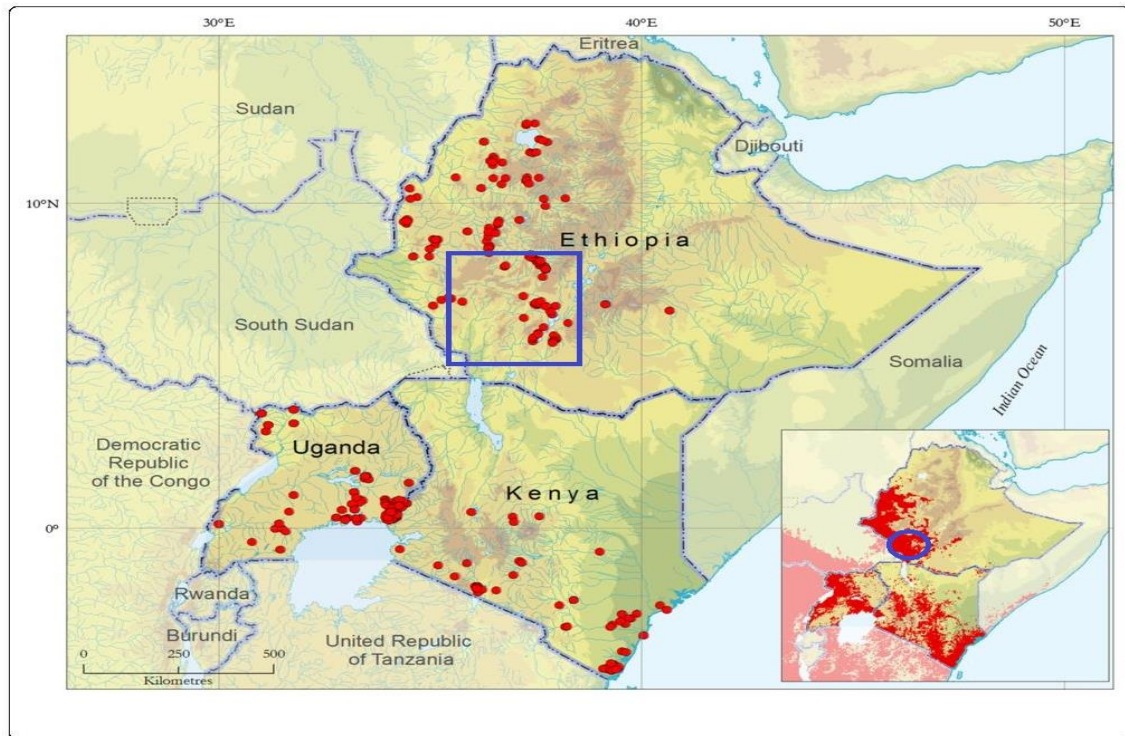 30°E
40°E
50°E
Eritrea
Sudan
Djibouti
10°N
Ethiopia
South Sudan
Somalia
Indian Ocean
Democratic
Republic
of the Congo
Uganda
Kenya
0°
Rwanda
Burundi
United Republic
of Tanzania
0 250 500
Kilometres